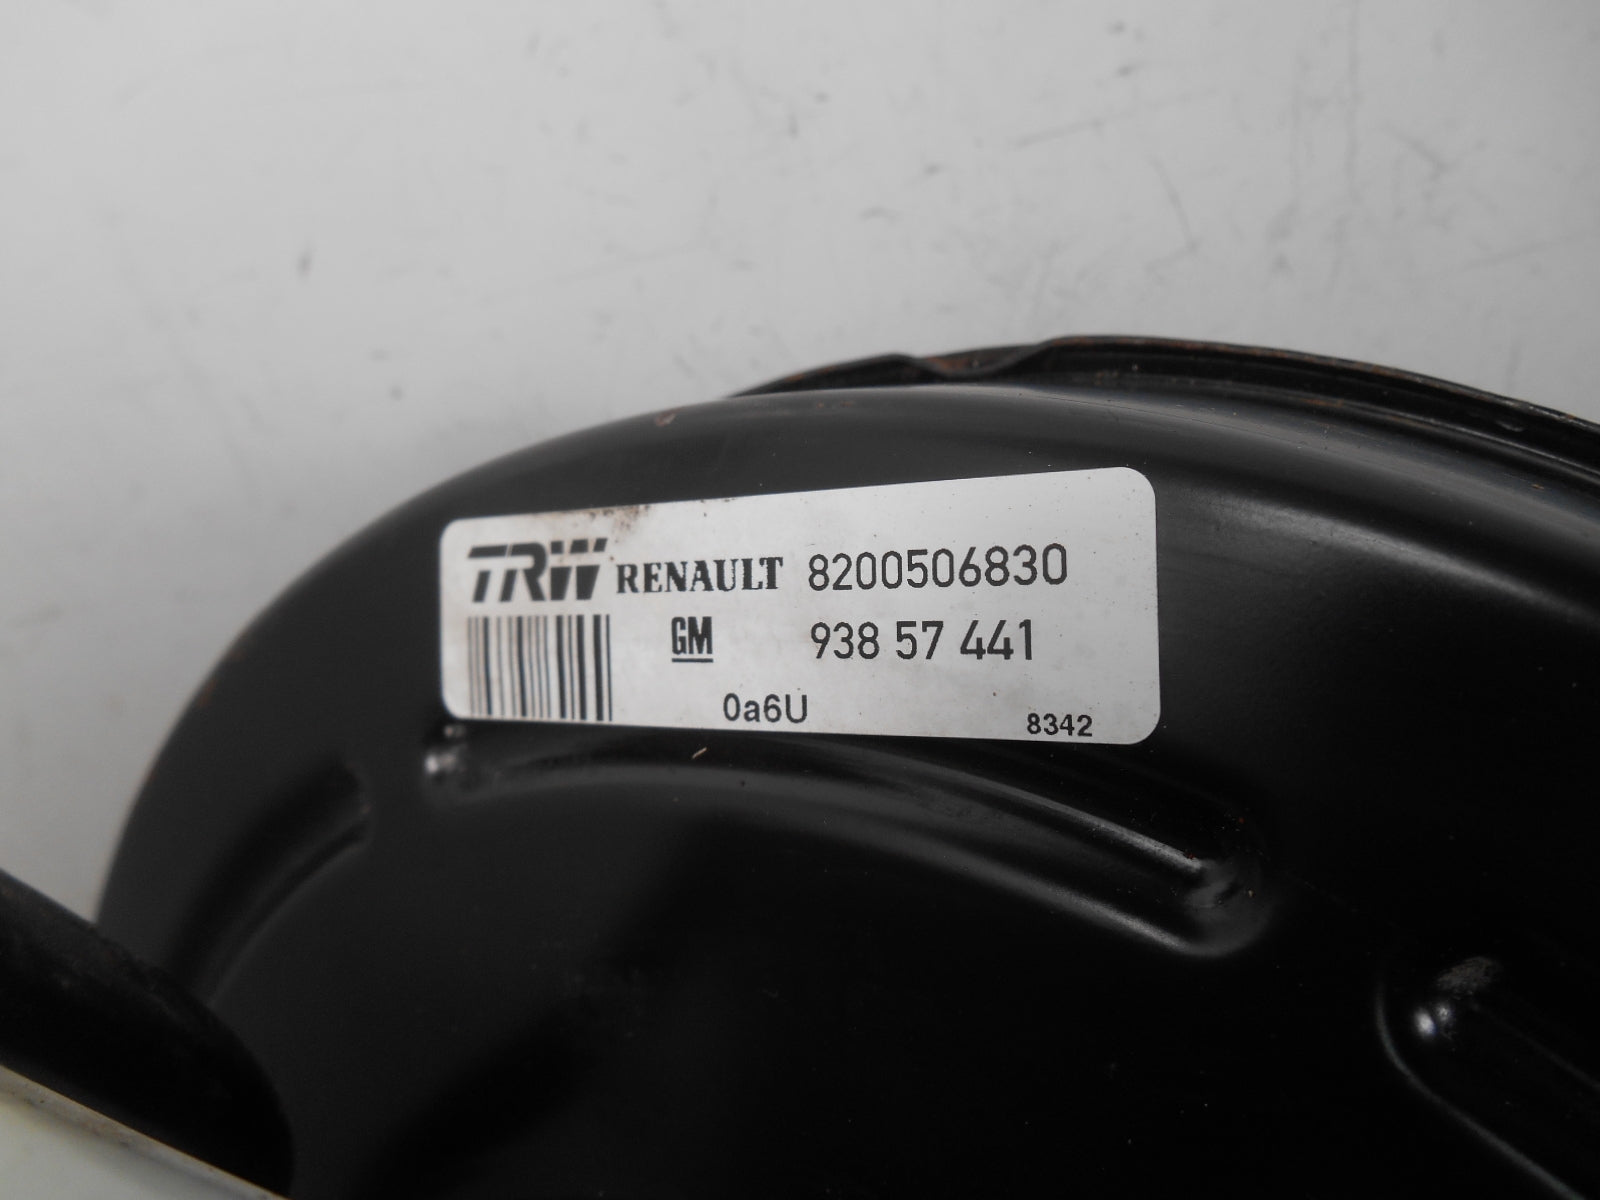 TRW RENAULT 8200506830
GM 938 57 441
0a6U 8342